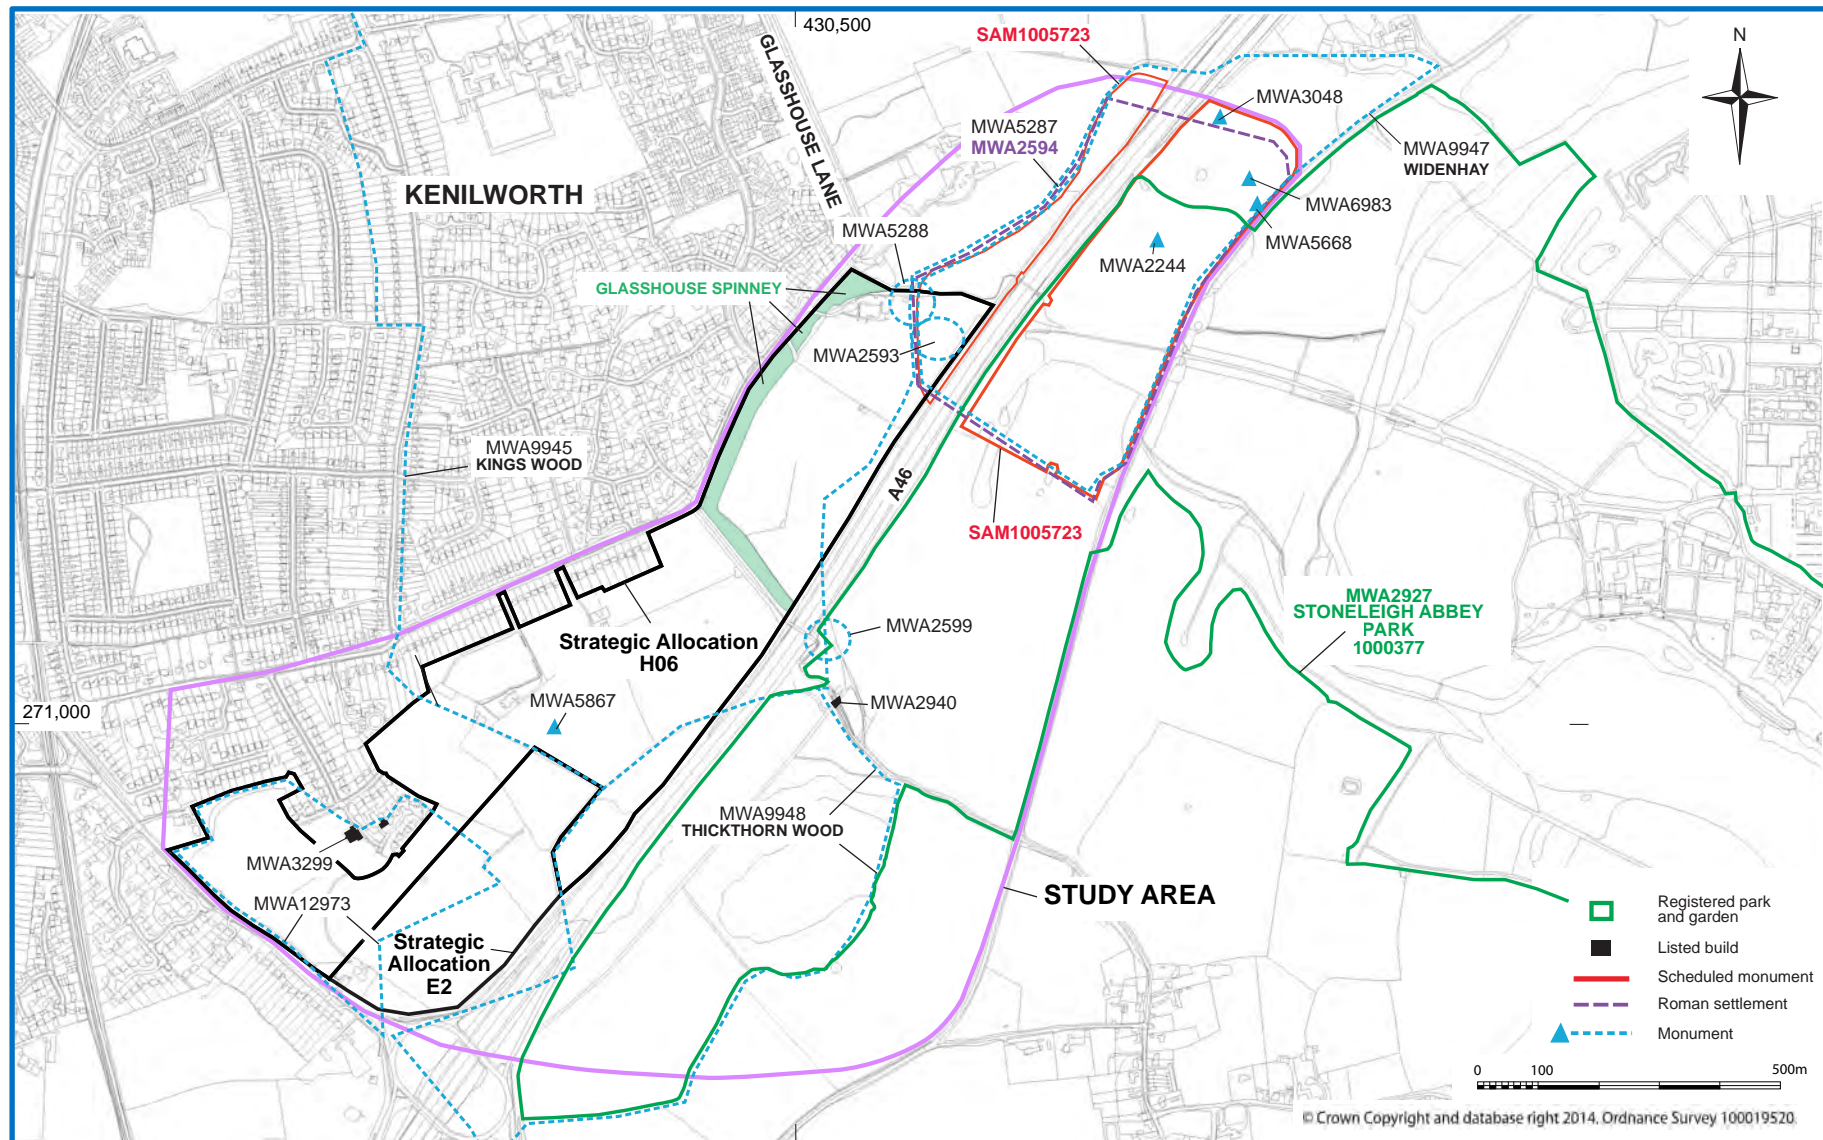 430,500
SAM1005723
N
GLASSHOUSE LANE
MWA3048
MWA5287
MWA2594
MWA9947
WIDENHAY
KENILWORTH
MWA6983
MWA5288
MWA5668
MWA2244
GLASSHOUSE SPINNEY
MWA2593
MWA9945
KINGS WOOD
A46
SAM1005723
MWA2927
STONELEIGH ABBEY
PARK
1000377
MWA2599
Strategic Allocation
H06
MWA5867
MWA2940
271,000
MWA9948
THICKTHORN WOOD
MWA3299
STUDY AREA
MWA12973
Strategic
Allocation
E2
Registered park
and garden
Listed build
Scheduled monument
Roman settlement
Monument
0 100 500m
© Crown Copyright and database right 2014. Ordnance Survey 100019520